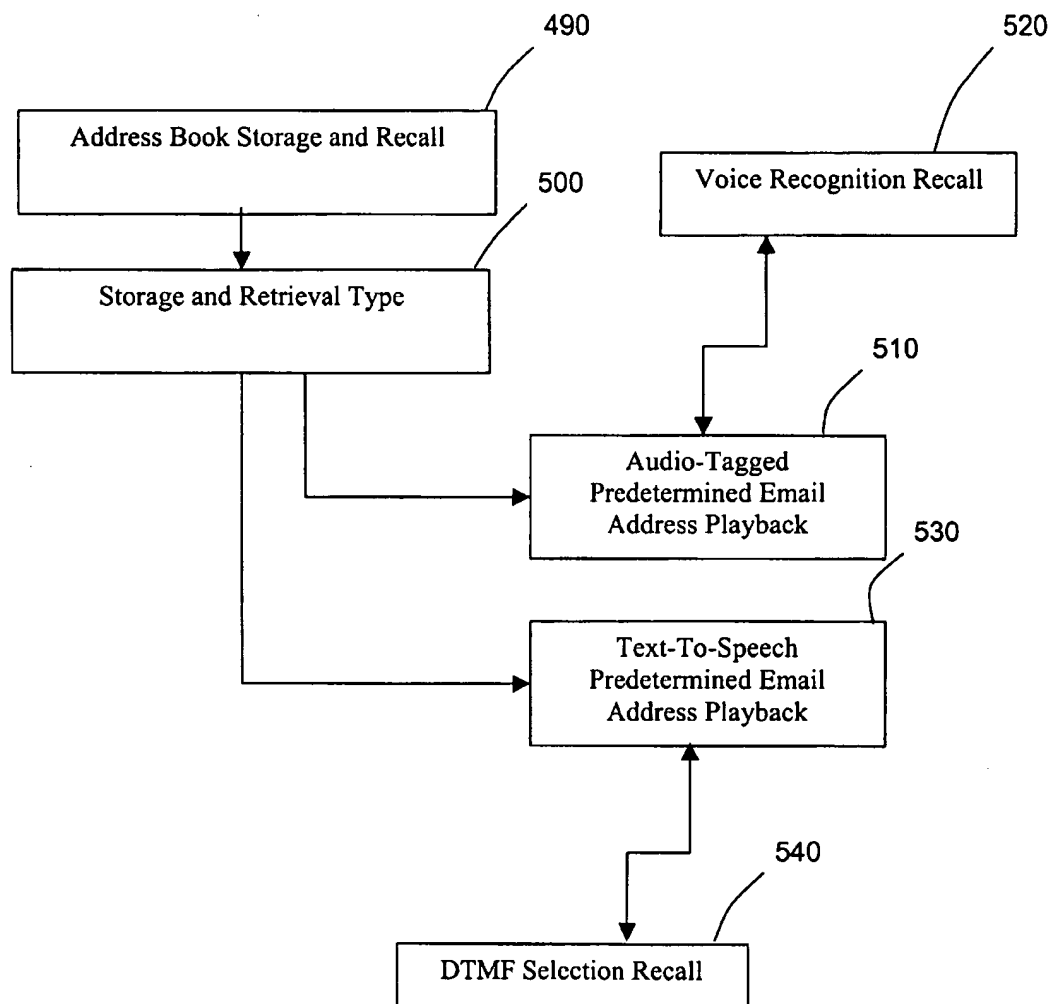 490
520
Address Book Storage and Recall
Voice Recognition Recall
500
Storage and Retrieval Type
510
Audio-Tagged
Predetermined Email
Address Playback
530
Text-To-Speech
Predetermined Email
Address Playback
540
DTMF Selection Recall